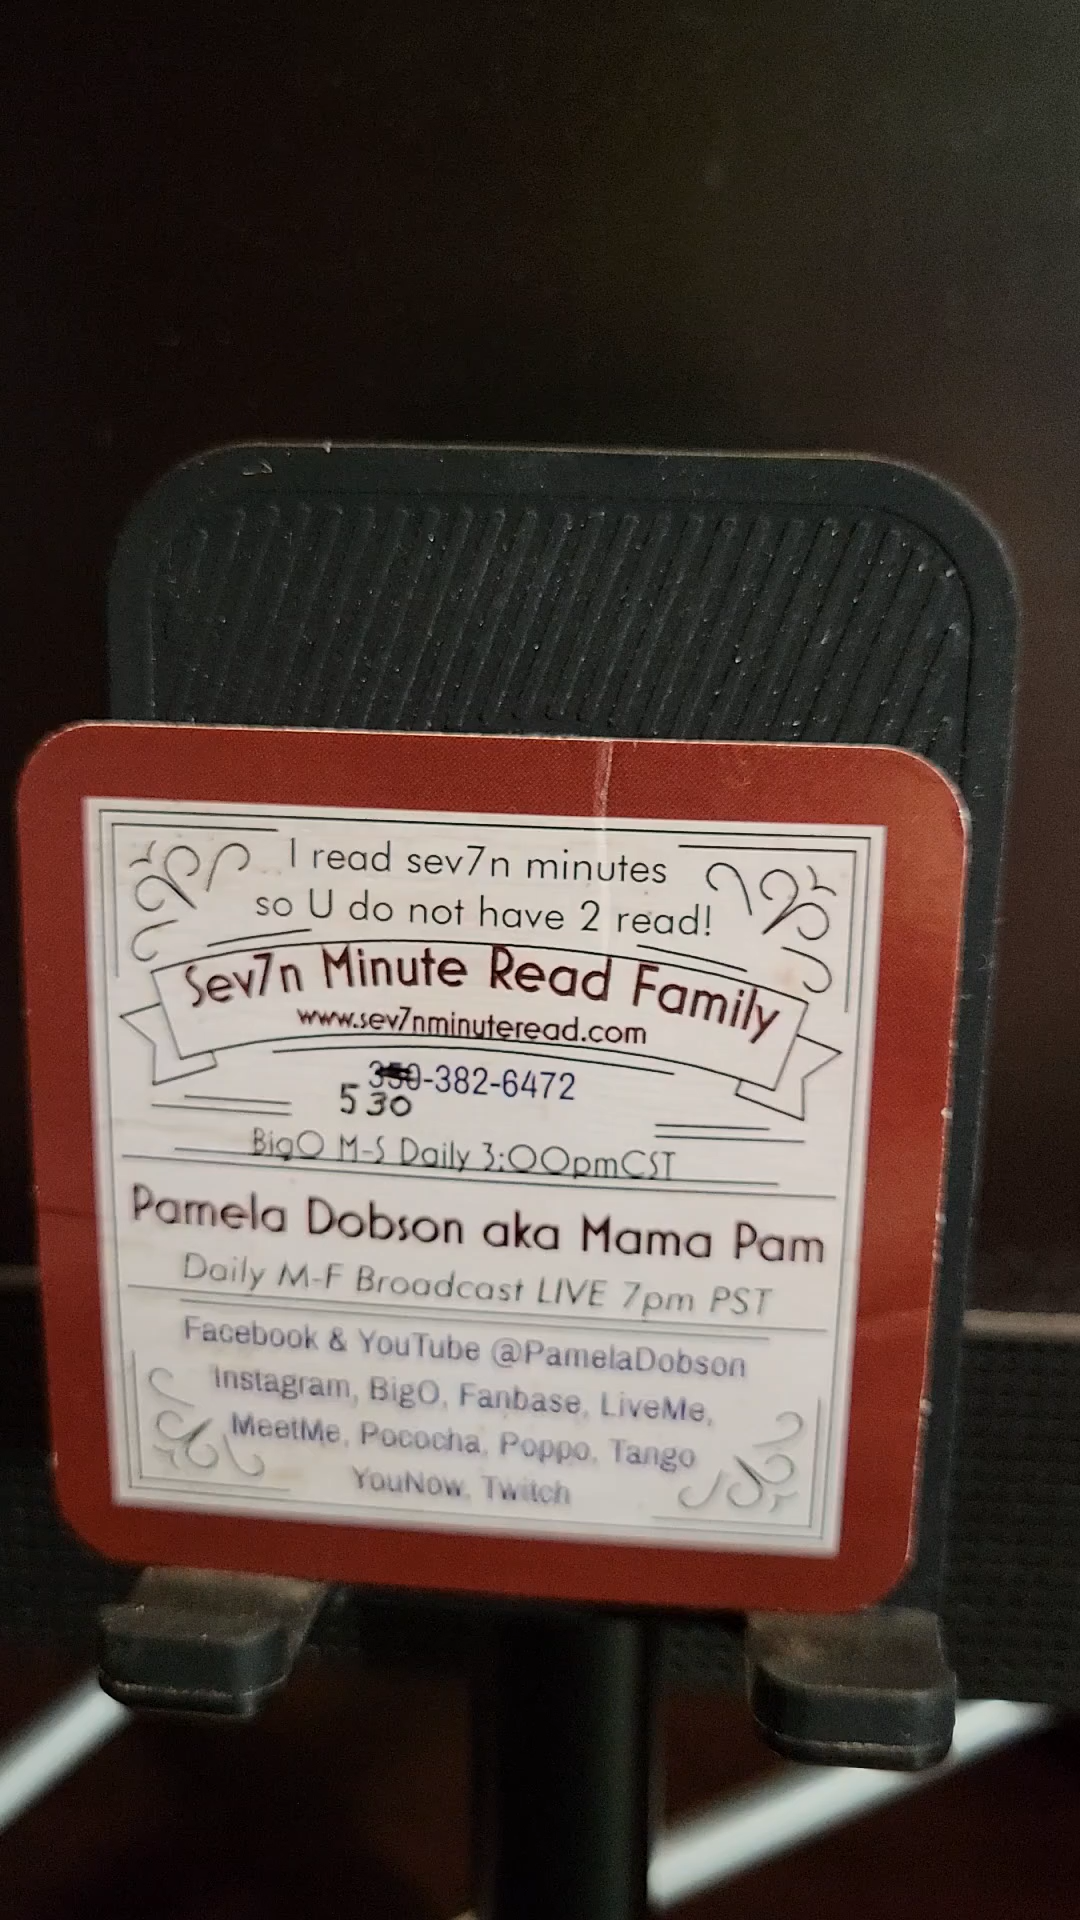 I read sev7n minutes
so U do not have 2 read!
Sev7n Minute Read Family
www.sev7nminuteread.com
350-382-6472
530
BigO M-S Daily 3:00pmCST
Pamela Dobson aka Mama Pam
Daily M-F Broadcast LIVE 7pm PST
Facebook & YouTube @PamelaDobson
Instagram, BigO, Fanbase, LiveMe,
MeetMe, Pococha, Poppo, Tango
YouNow, Twitch